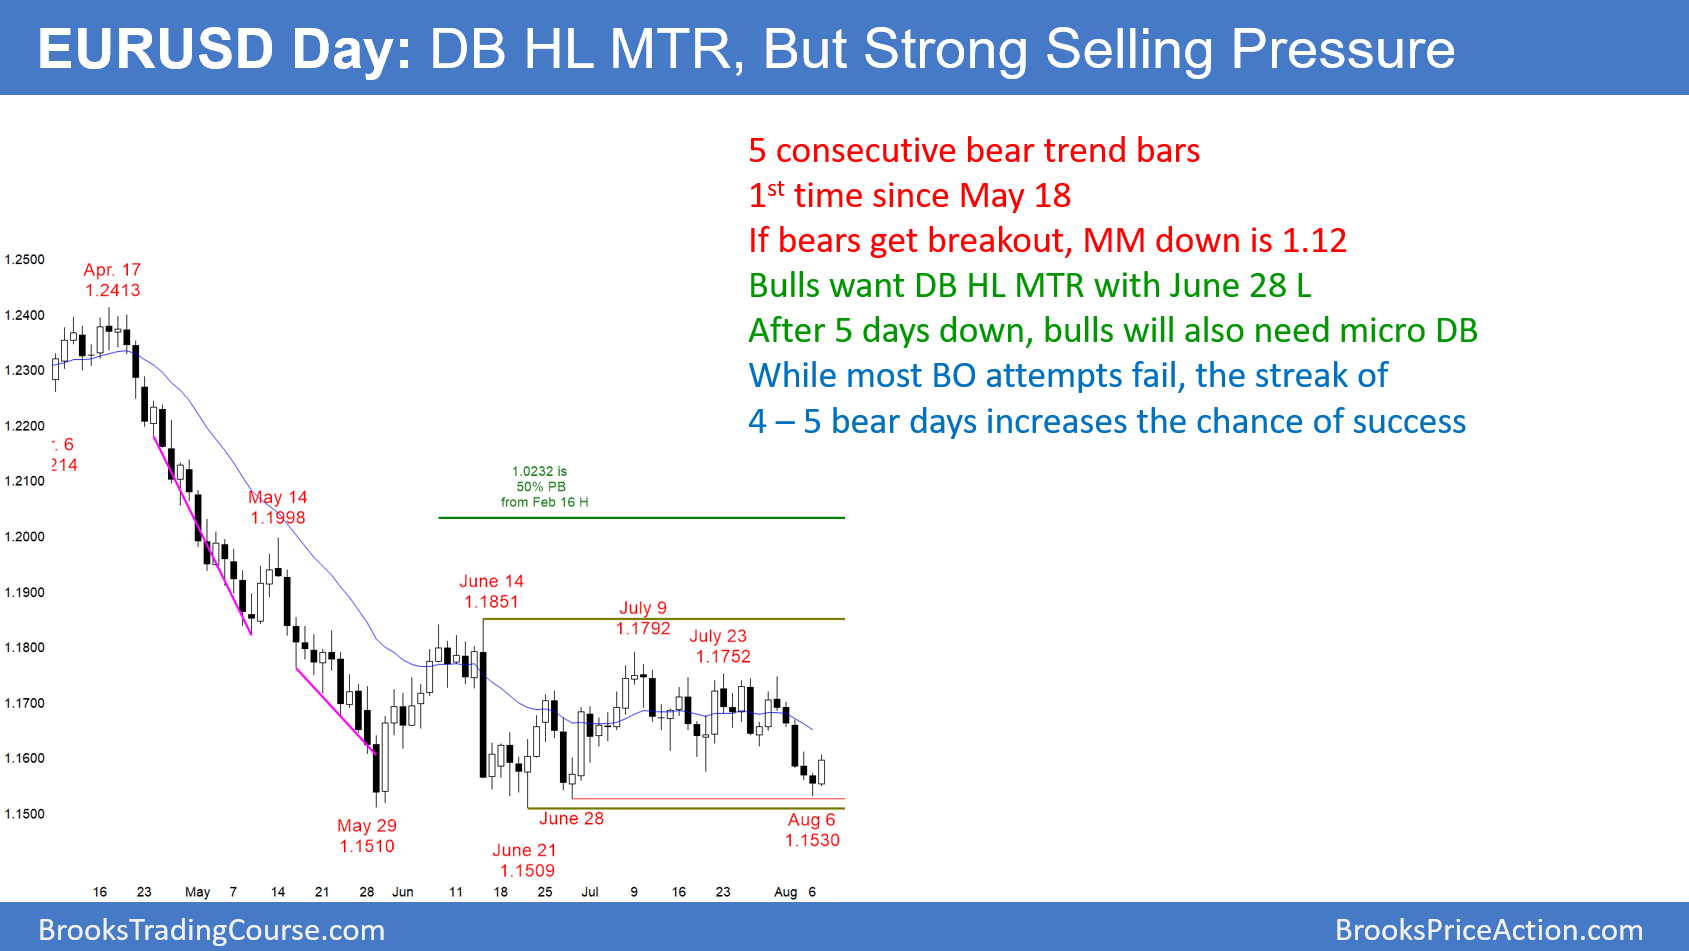 EURUSD Day: DB HL MTR, But Strong Selling Pressure
5 consecutive bear trend bars
1st time since May 18
If bears get breakout, MM down is 1.12
Bulls want DB HL MTR with June 28 L
After 5 days down, bulls will also need micro DB
While most BO attempts fail, the streak of
4 – 5 bear days increases the chance of success
1.2500
1.2400
1.2300
1.2200
1.2100
1.2000
1.1900
1.1800
1.1700
1.1600
1.1500
Apr. 17
1.2413
r. 6
214
May 14
1.1998
1.0232 is
50% PB
from Feb 16 H
June 14
1.1851
July 9
1.1792
July 23
1.1752
May 29
1.1510
June 28
June 21
1.1509
Aug 6
1.1530
16 23 May 7 14 21 28 Jun 11 18 25 Jul 9 16 23 Aug 6
BrooksTradingCourse.com
BrooksPriceAction.com